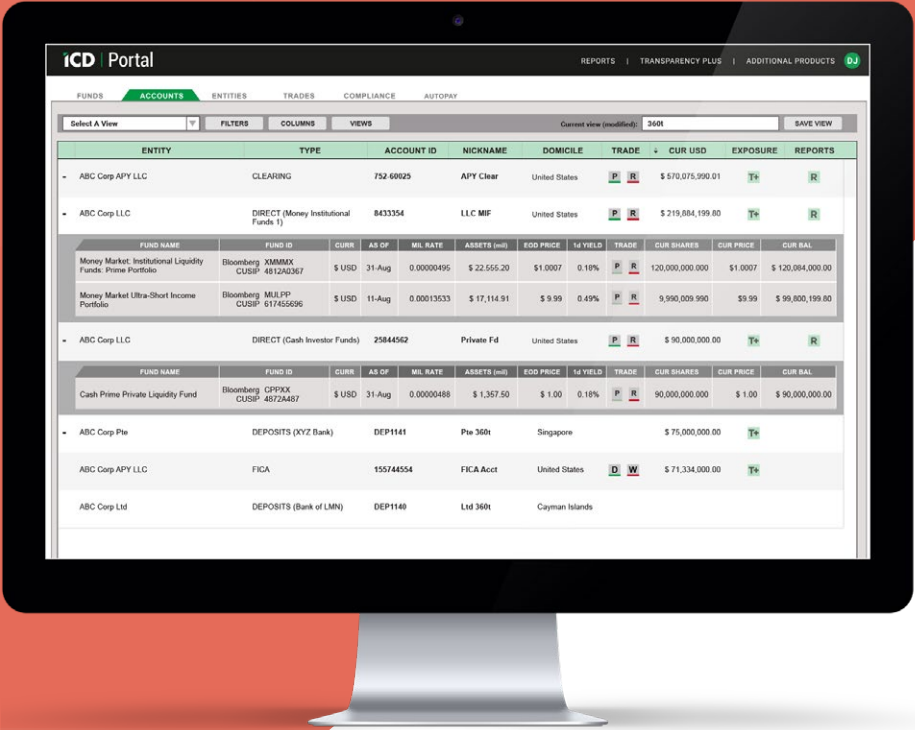 iCD | Portal
REPORTS | TRANSPARENCY PLUS | ADDITIONAL PRODUCTS DJ
FUNDS ACCOUNTS ENTITIES TRADES COMPLIANCE AUTOPAY
Select A View FILTERS COLUMNS VIEWS Current view (modified): 360t SAVE VIEW
ENTITY TYPE ACCOUNT ID NICKNAME DOMICILE TRADE CUR USD EXPOSURE REPORTS
- ABC Corp APY LLC CLEARING 752-60025 APY Clear United States P R $ 570,075,990.01 T+ R
- ABC Corp LLC DIRECT (Money Institutional 8433354 LLC MIF United States P R $ 219,884,199.80 T+ R
Funds 1)
FUND NAME FUND ID CURR AS OF MIL RATE ASSETS (mil) EOD PRICE 1d YIELD TRADE CUR SHARES CUR PRICE CUR BAL
Money Market: Institutional Liquidity Bloomberg XMMMX $ USD 31-Aug 0.00000495 $ 22.555.20 $1.0007 0.18% P R 120,000,000.000 $1.0007 $ 120,084,000.00
Funds: Prime Portfolio CUSIP 4812A0367
Money Market Ultra-Short Income Bloomberg MULPP $ USD 11-Aug 0.00013533 $ 17,114.91 $ 9.99 0.49% P R 9,990,009.990 $9.99 $ 99,800,199.80
Portfolio CUSIP 617455696
- ABC Corp LLC DIRECT (Cash Investor Funds) 25844562 Private Fd United States P R $ 90,000,000.00 T+ R
FUND NAME FUND ID CURR AS OF MIL RATE ASSETS (mil) EOD PRICE 1d YIELD TRADE CUR SHARES CUR PRICE CUR BAL
Cash Prime Private Liquidity Fund Bloomberg CPPXX $ USD 31-Aug 0.00000488 $ 1,357.50 $ 1.00 0.18% P R 90,000,000.000 $ 1.00 $ 90,000,000.00
CUSIP 4872A487
- ABC Corp Pte DEPOSITS (XYZ Bank) DEP1141 Pte 360t Singapore $ 75,000,000.00 T+
ABC Corp APY LLC FICA 155744554 FICA Acct United States D W $ 71,334,000.00 T+
ABC Corp Ltd DEPOSITS (Bank of LMN) DEP1140 Ltd 360t Cayman Islands